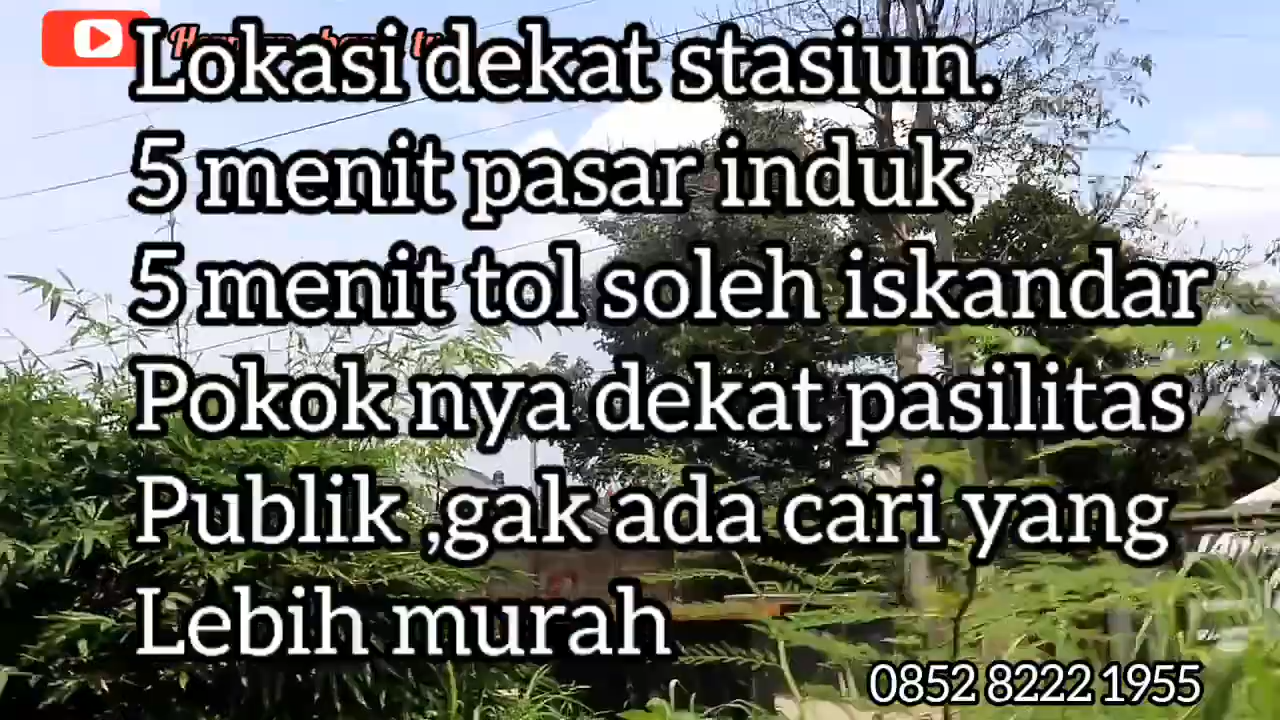 Lokasi dekat stasiun.
5 menit pasar induk
5 menit tol soleh iskandar
Pokok nya dekat pasilitas
Publik ,gak ada cari yang
Lebih murah
0852 8222 1955